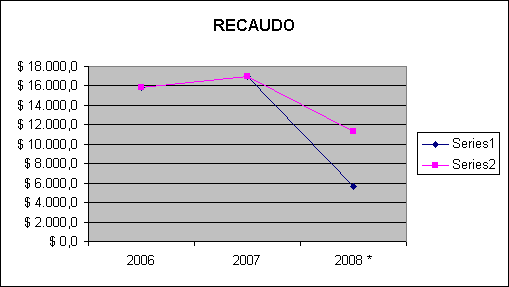 RECAUDO
$ 18.000,0
$ 16.000,0
$ 14.000,0
$ 12.000,0
$ 10.000,0
$ 8.000,0
$ 6.000,0
$ 4.000,0
$ 2.000,0
$ 0,0
2006 2007 2008 *
Series1
Series2